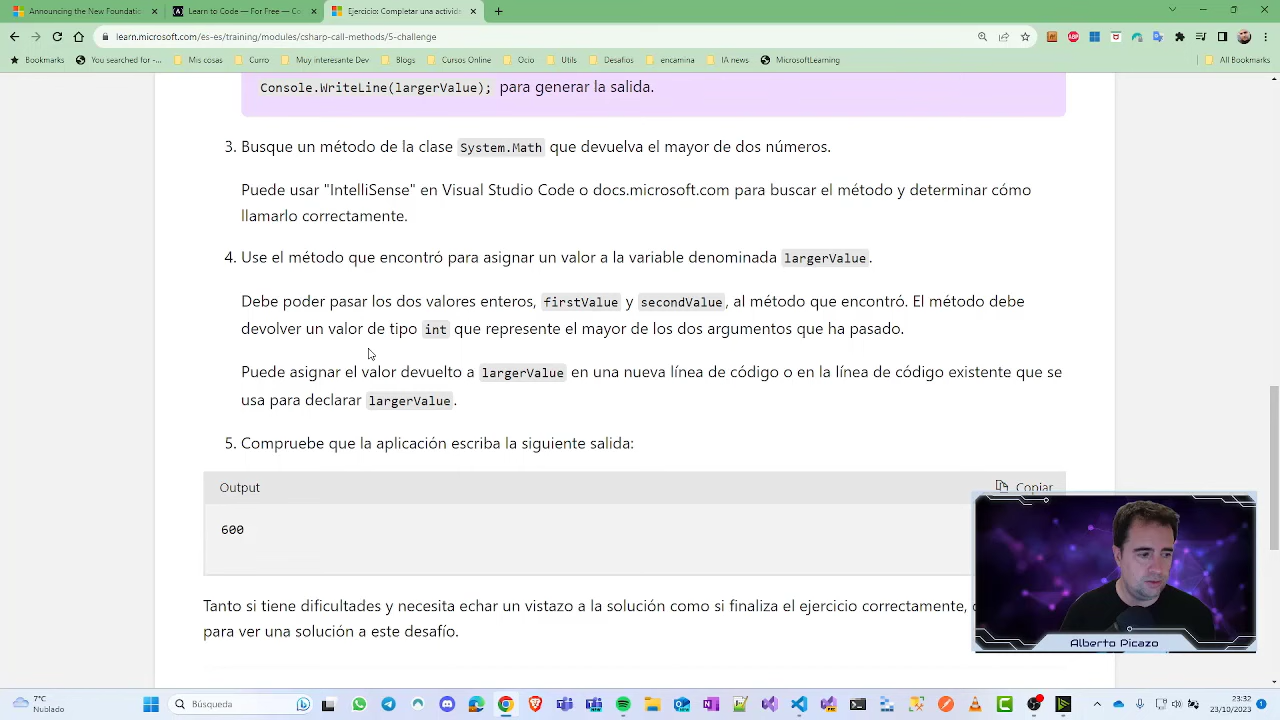 Announcing the New Foundatic
Learn to Code — For Free — Co
Ejercicio: Completar una activida
learn.microsoft.com/es-es/training/modules/csharp-call-methods/5-challenge
Bookmarks
You searched for -...
Mis cosas
Curro
Muy interesante Dev
Blogs
Cursos Online
Ocio
Utils
Desafios
encamina
IA news
MicrosoftLearning
All Bookmarks
Console.WriteLine(largerValue); para generar la salida.
3. Busque un método de la clase System.Math que devuelva el mayor de dos números.
Puede usar "IntelliSense" en Visual Studio Code o docs.microsoft.com para buscar el método y determinar cómo
llamarlo correctamente.
4. Use el método que encontró para asignar un valor a la variable denominada largerValue.
Debe poder pasar los dos valores enteros, firstValue y secondValue, al método que encontró. El método debe
devolver un valor de tipo int que represente el mayor de los dos argumentos que ha pasado.
Puede asignar el valor devuelto a largerValue en una nueva línea de código o en la línea de código existente que se
usa para declarar largerValue.
5. Compruebe que la aplicación escriba la siguiente salida:
Output
Copiar
600
Tanto si tiene dificultades y necesita echar un vistazo a la solución como si finaliza el ejercicio correctamente,
para ver una solución a este desafío.
Alberto Picazo
7°C
Nublado
Búsqueda
23:32
23/10/2023